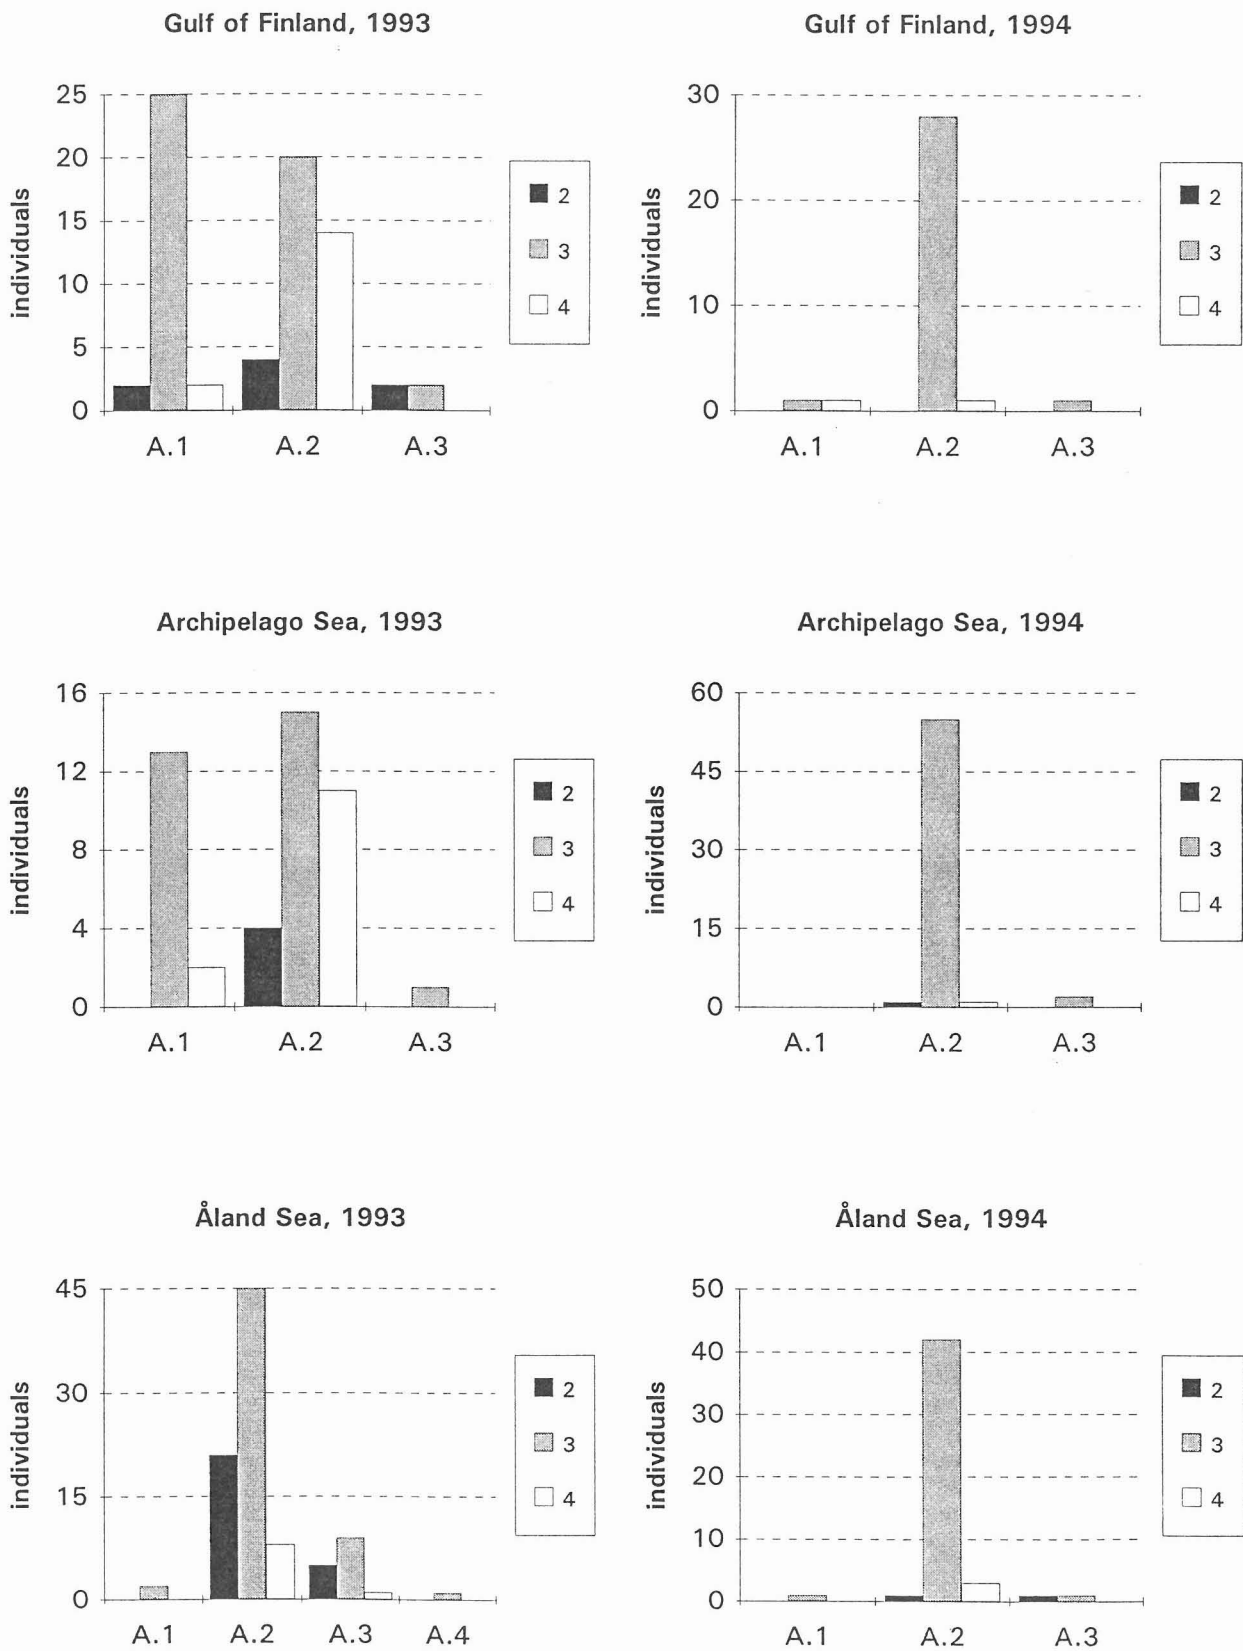 Gulf of Finland, 1993
25
20
15
10
5
0
individuals
A.1 A.2 A.3
2
3
4
Gulf of Finland, 1994
30
20
10
0
individuals
A.1 A.2 A.3
2
3
4
Archipelago Sea, 1993
16
12
8
4
0
individuals
A.1 A.2 A.3
2
3
4
Archipelago Sea, 1994
60
45
30
15
0
individuals
A.1 A.2 A.3
2
3
4
Åland Sea, 1993
45
30
15
0
individuals
A.1 A.2 A.3 A.4
2
3
4
Åland Sea, 1994
50
40
30
20
10
0
individuals
A.1 A.2 A.3
2
3
4